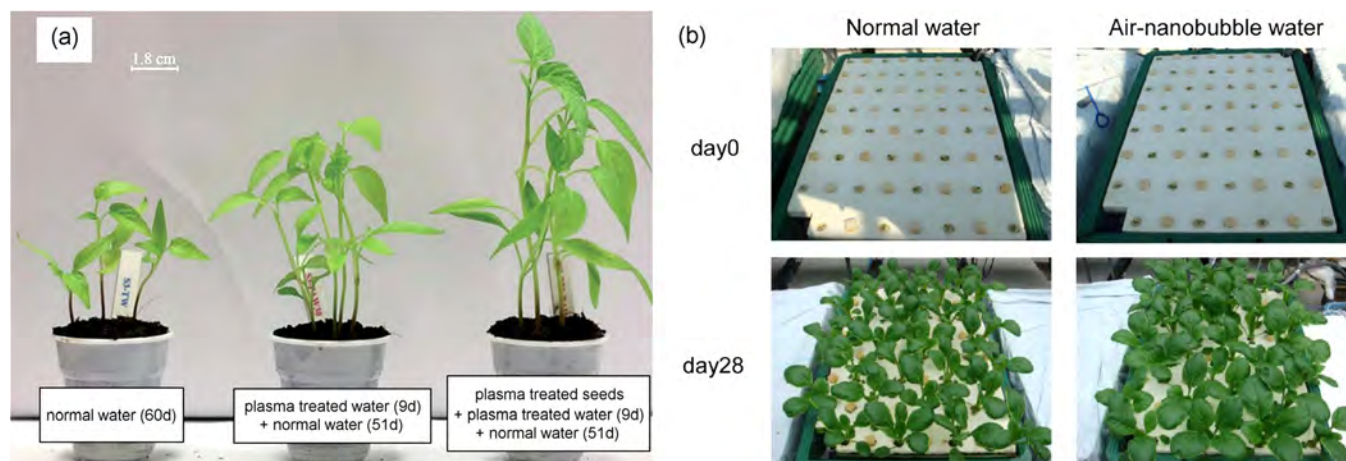 (a)
1.8 cm
normal water (60d)
plasma treated water (9d)
+ normal water (51d)
plasma treated seeds
+ plasma treated water (9d)
+ normal water (51d)
(b)
Normal water
Air-nanobubble water
day0
day28